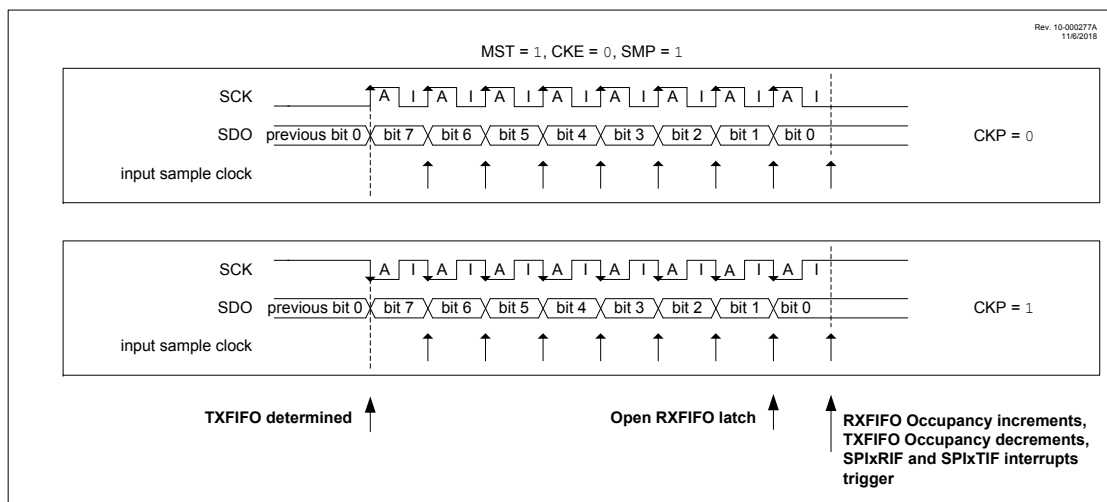 Rev. 10-000277A
11/6/2018
MST = 1, CKE = 0, SMP = 1
SCK A I A I A I A I A I A I A I A I
SDO previous bit 0 bit 7 bit 6 bit 5 bit 4 bit 3 bit 2 bit 1 bit 0 CKP = 0
input sample clock
SCK A I A I A I A I A I A I A I A I
SDO previous bit 0 bit 7 bit 6 bit 5 bit 4 bit 3 bit 2 bit 1 bit 0 CKP = 1
input sample clock
TXFIFO determined
Open RXFIFO latch
RXFIFO Occupancy increments,
TXFIFO Occupancy decrements,
SPIxRIF and SPIxTIF interrupts
trigger